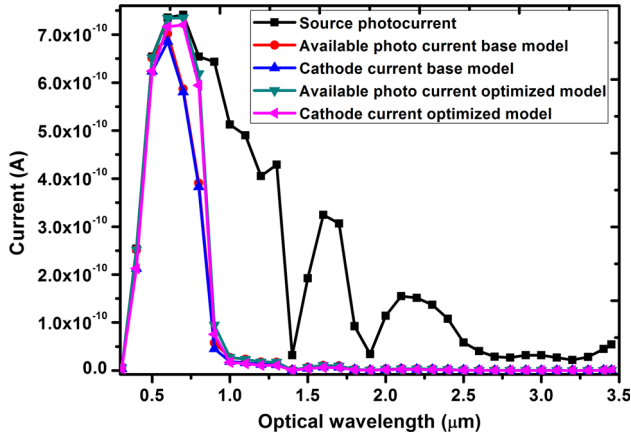 Source photocurrent
Available photo current base model
Cathode current base model
Available photo current optimized model
Cathode current optimized model
Current (A)
7.0x10⁻¹⁰
6.0x10⁻¹⁰
5.0x10⁻¹⁰
4.0x10⁻¹⁰
3.0x10⁻¹⁰
2.0x10⁻¹⁰
1.0x10⁻¹⁰
0.0
0.5 1.0 1.5 2.0 2.5 3.0 3.5
Optical wavelength (μm)